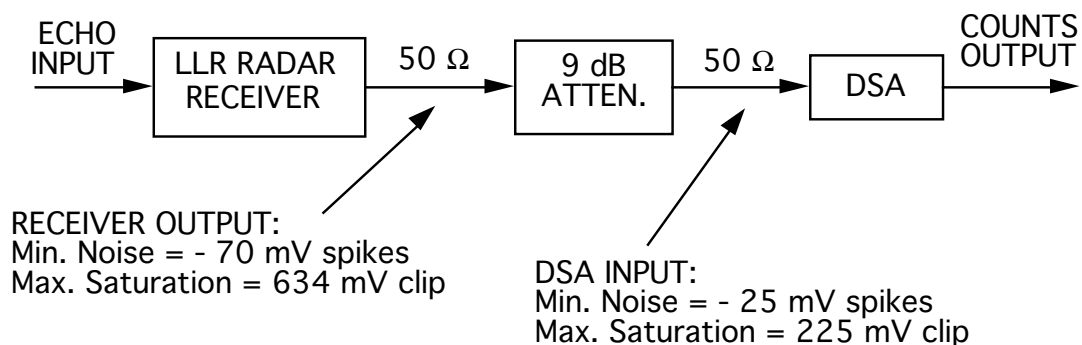 ECHO
INPUT
LLR RADAR
RECEIVER
50 Ω
9 dB
ATTEN.
50 Ω
DSA
COUNTS
OUTPUT
RECEIVER OUTPUT:
Min. Noise = - 70 mV spikes
Max. Saturation = 634 mV clip
DSA INPUT:
Min. Noise = - 25 mV spikes
Max. Saturation = 225 mV clip